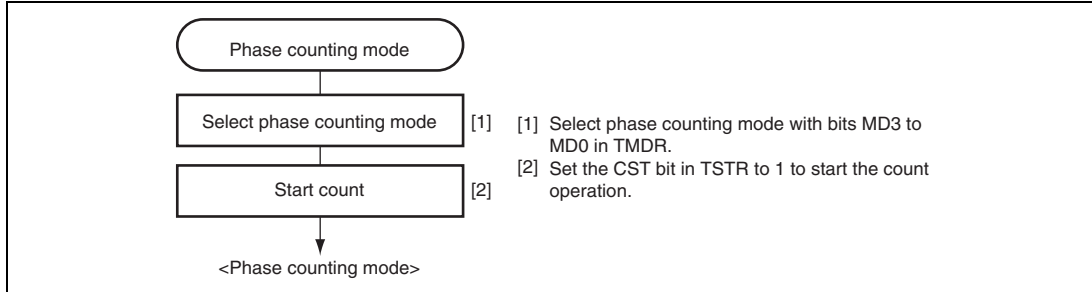 Phase counting mode
Select phase counting mode [1]
[1] Select phase counting mode with bits MD3 to
MD0 in TMDR.
[2] Set the CST bit in TSTR to 1 to start the count
operation.
Start count [2]
<Phase counting mode>